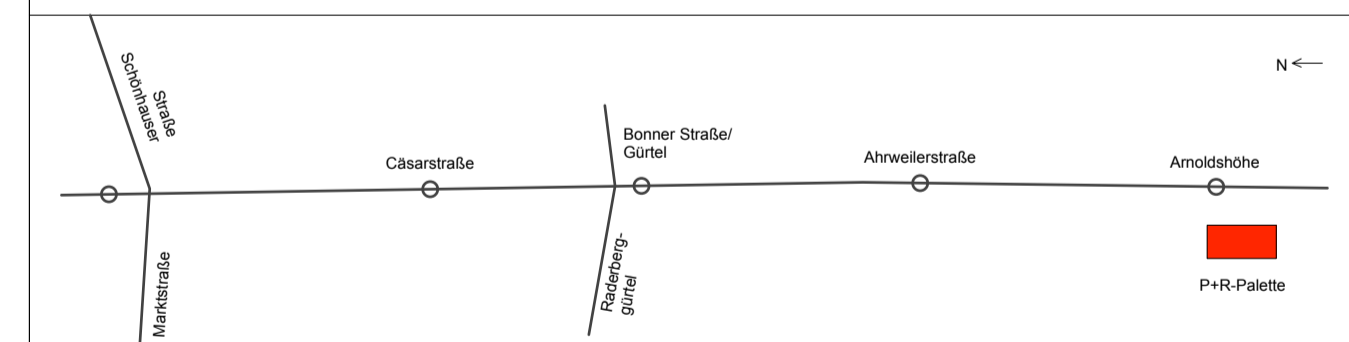 Schönhauser
Straße
N
Bonner Straße/
Gürtel
Cäsarstraße
Ahrweilerstraße
Arnoldshöhe
Marktstraße
Raderberg-
gürtel
P+R-Palette